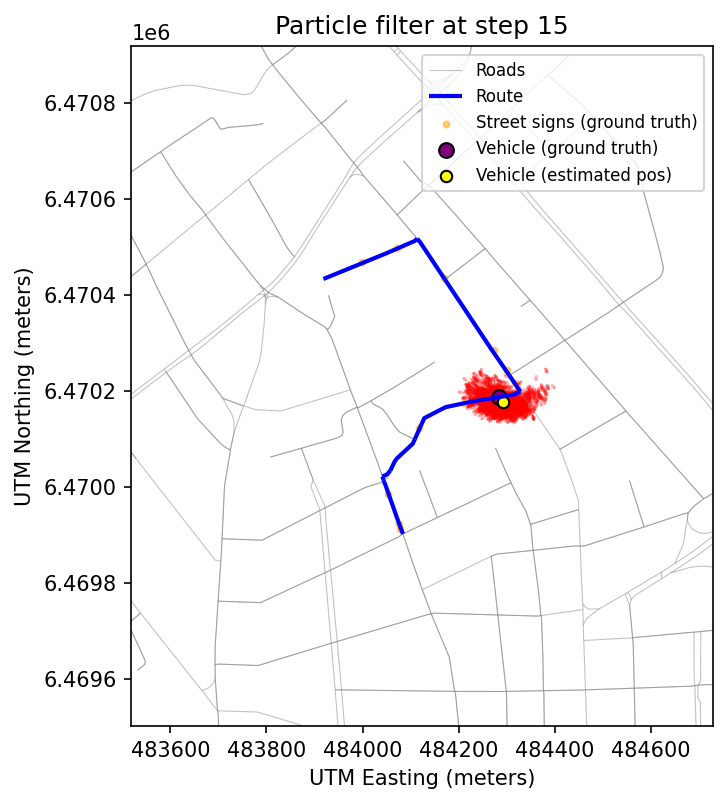 Particle filter at step 15
1e6
Roads
Route
Street signs (ground truth)
Vehicle (ground truth)
Vehicle (estimated pos)
6.4708
6.4706
6.4704
6.4702
6.4700
6.4698
6.4696
UTM Northing (meters)
483600 483800 484000 484200 484400 484600
UTM Easting (meters)